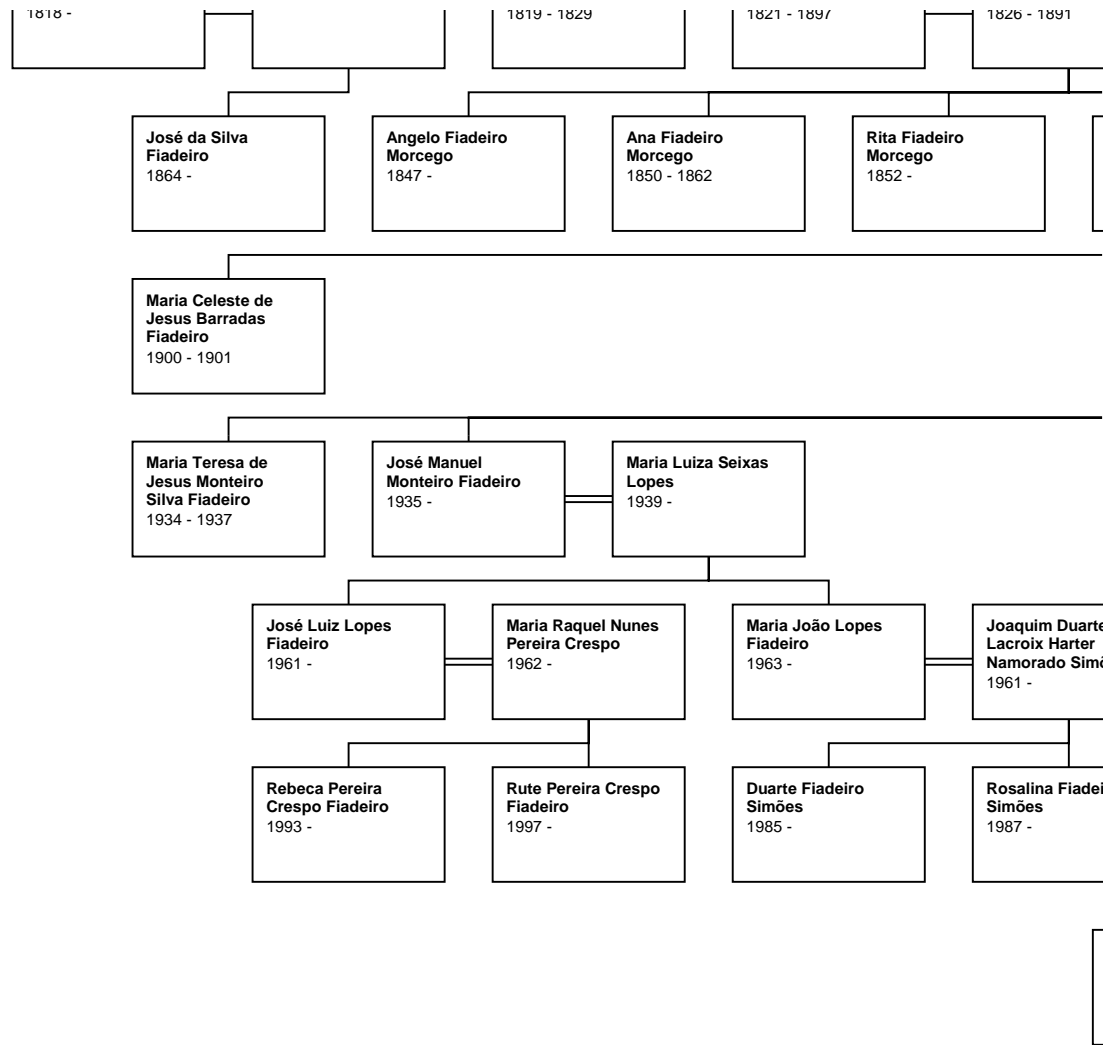 1818 -
1819 - 1829
1821 - 1897
1826 - 1891
José da Silva
Fiadeiro
1864 -
Angelo Fiadeiro
Morcego
1847 -
Ana Fiadeiro
Morcego
1850 - 1862
Rita Fiadeiro
Morcego
1852 -
Maria Celeste de
Jesus Barradas
Fiadeiro
1900 - 1901
Maria Teresa de
Jesus Monteiro
Silva Fiadeiro
1934 - 1937
José Manuel
Monteiro Fiadeiro
1935 -
Maria Luiza Seixas
Lopes
1939 -
José Luiz Lopes
Fiadeiro
1961 -
Maria Raquel Nunes
Pereira Crespo
1962 -
Maria João Lopes
Fiadeiro
1963 -
Joaquim Duarte
Lacroix Harter
Namorado
1961 -
Rebeca Pereira
Crespo Fiadeiro
1993 -
Rute Pereira Crespo
Fiadeiro
1997 -
Duarte Fiadeiro
Simões
1985 -
Rosalina
Simões
1987 -